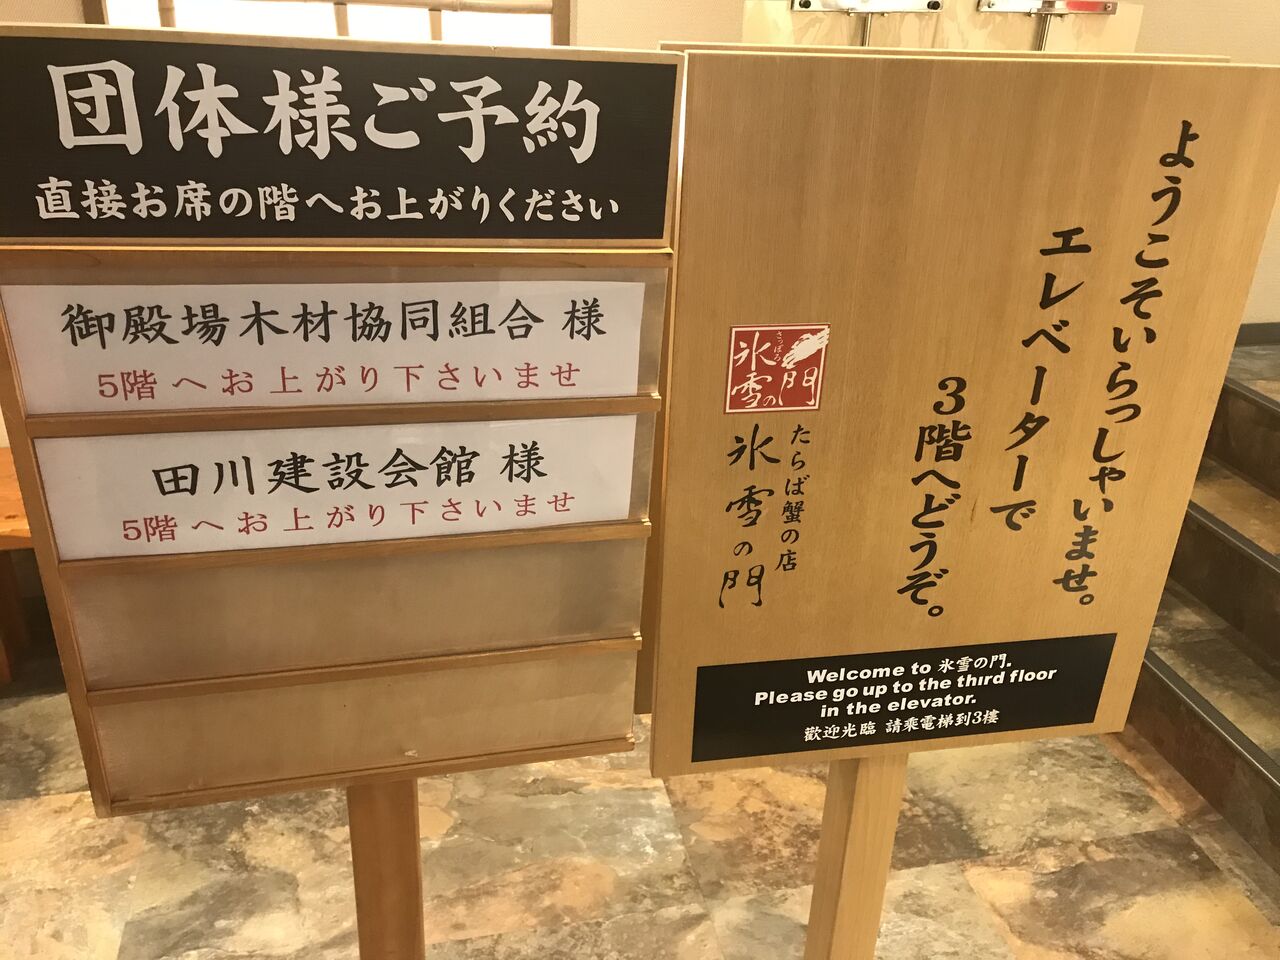 団体様ご予約
直接お席の階へお上がりください
御殿場木材協同組合 様
5階へお上がり下さいませ
田川建設会館 様
5階へお上がり下さいませ
ようこそいらっしゃいませ。
エレベーターで
3階へどうぞ。
さっぽろ
氷雪の門
たらば蟹の店
氷雪の門
Welcome to 氷雪の門.
Please go up to the third floor
in the elevator.
歡迎光臨 請乘電梯到3樓